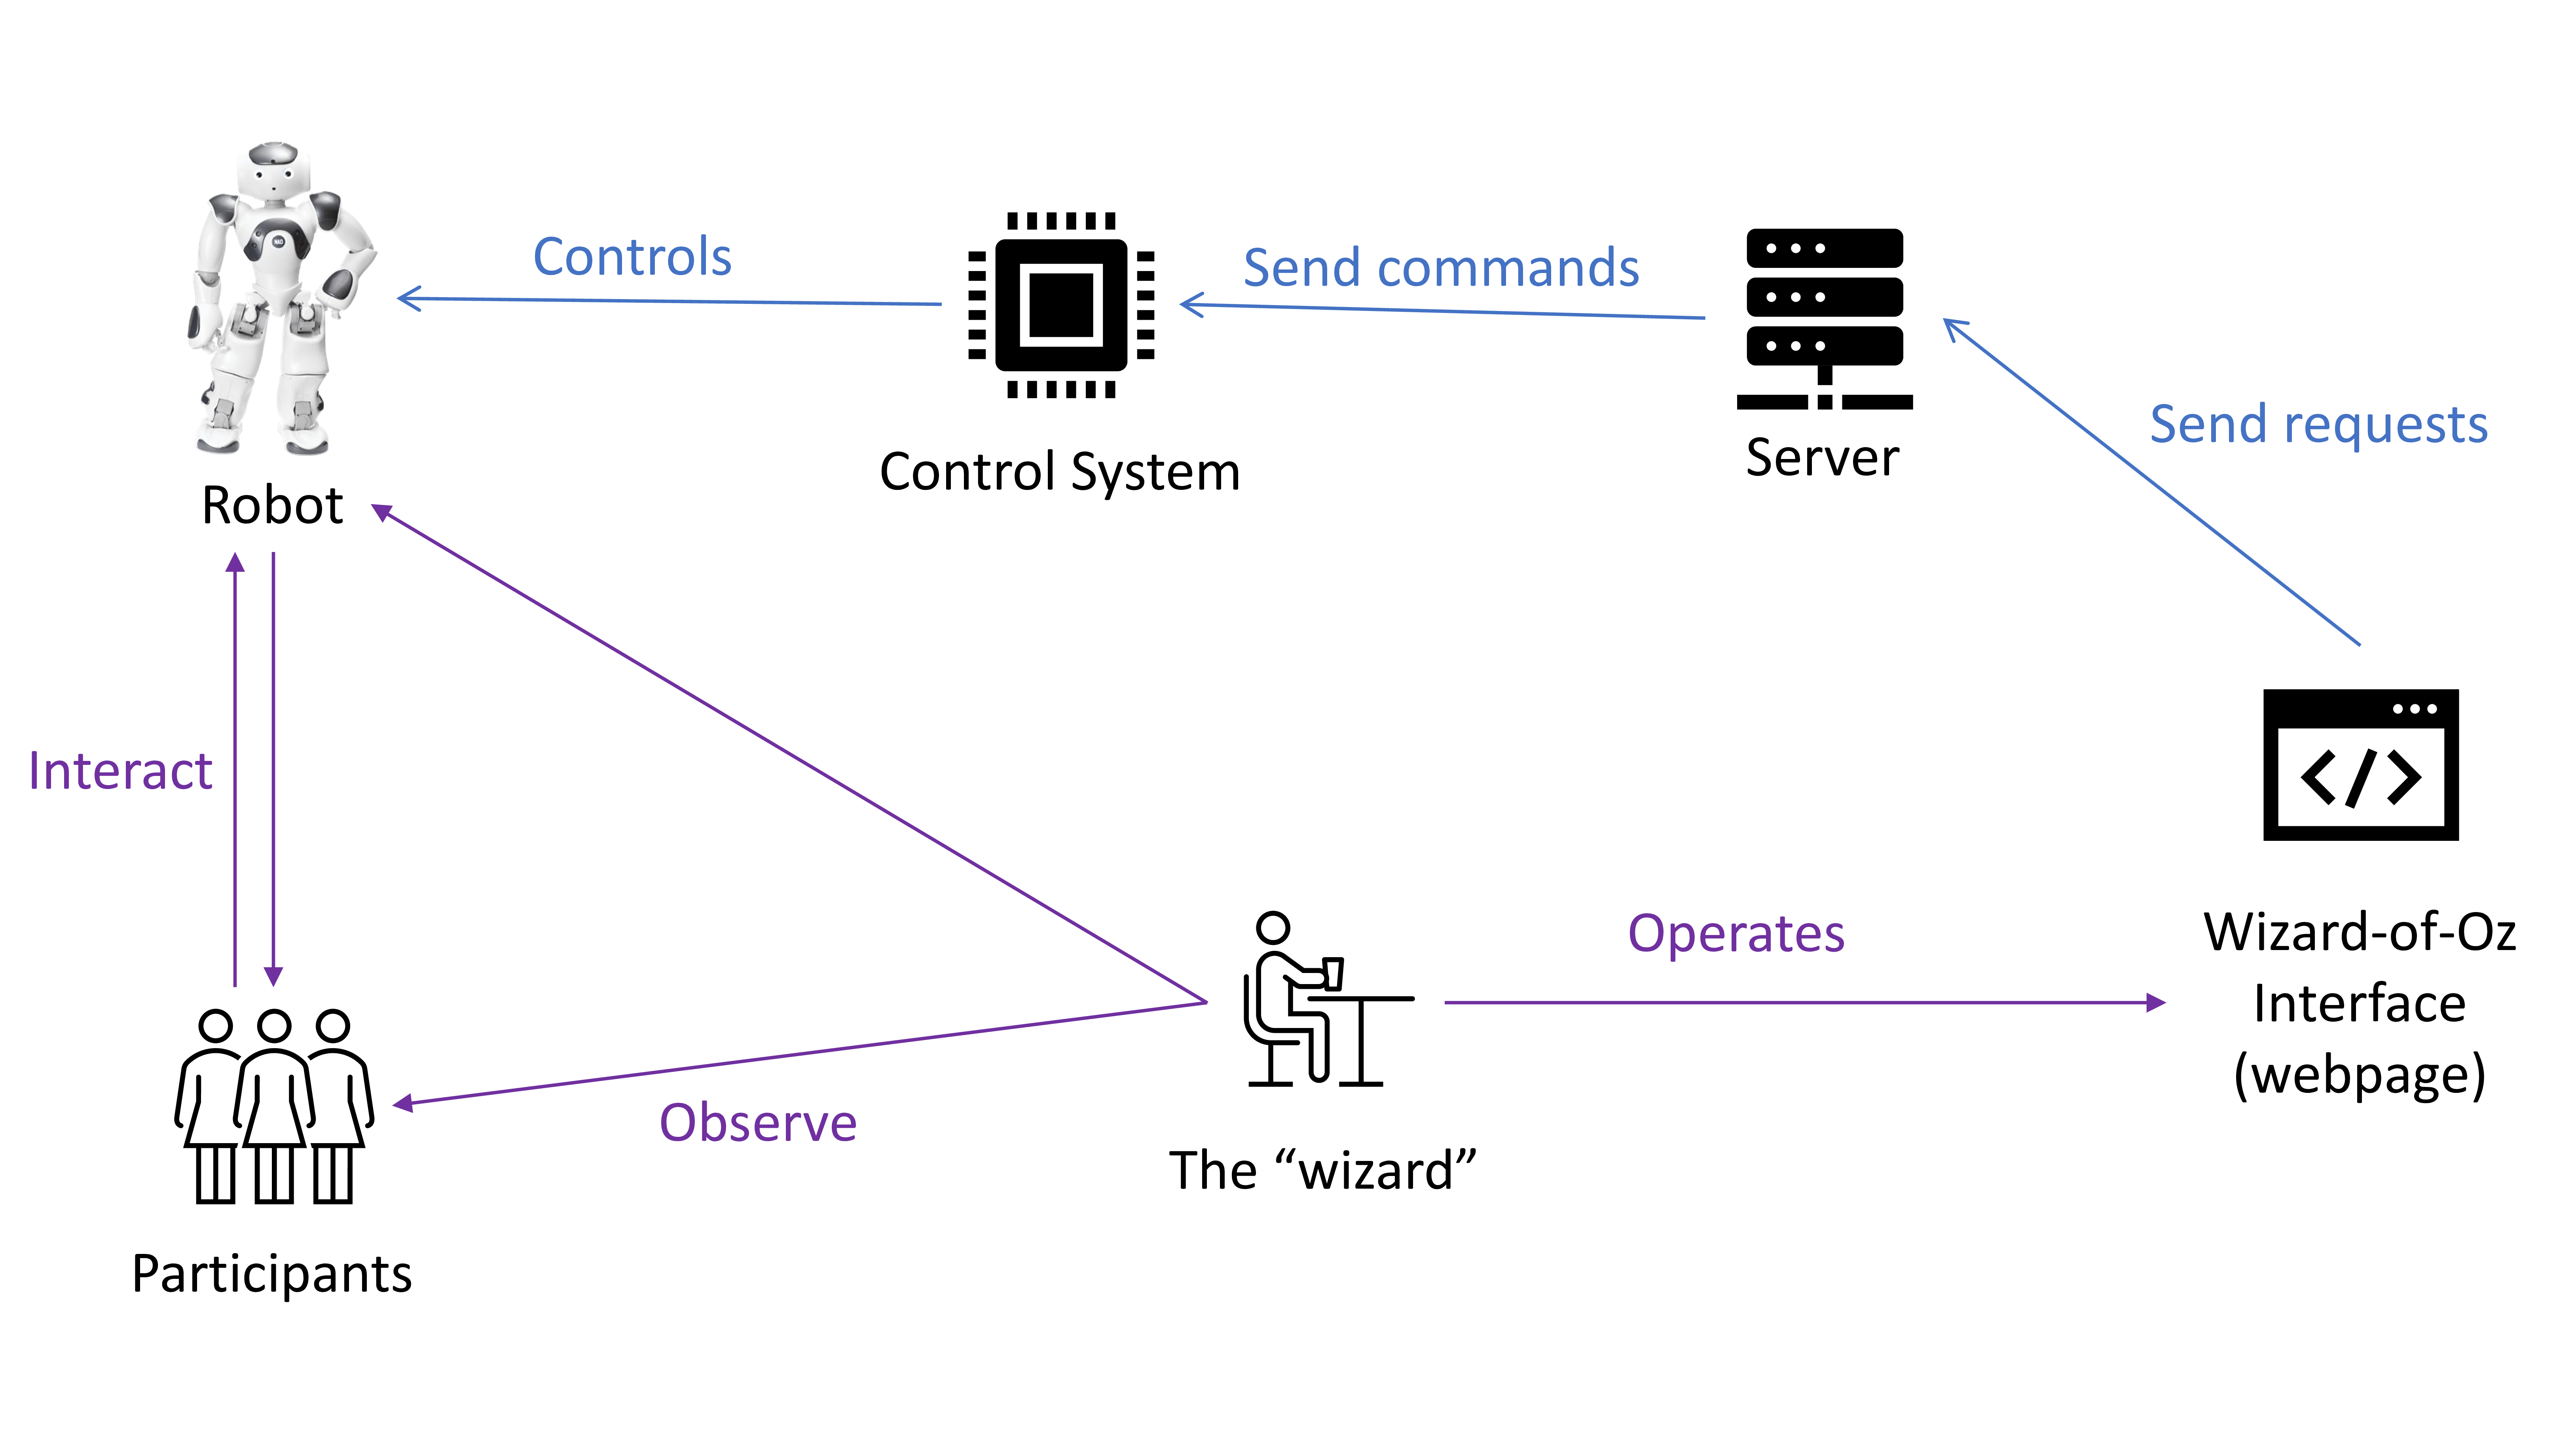 Controls
Send commands
Send requests
Robot
Control System
Server
Interact
Operates
Observe
Wizard-of-Oz
Interface
(webpage)
The “wizard”
Participants
NAO
</>